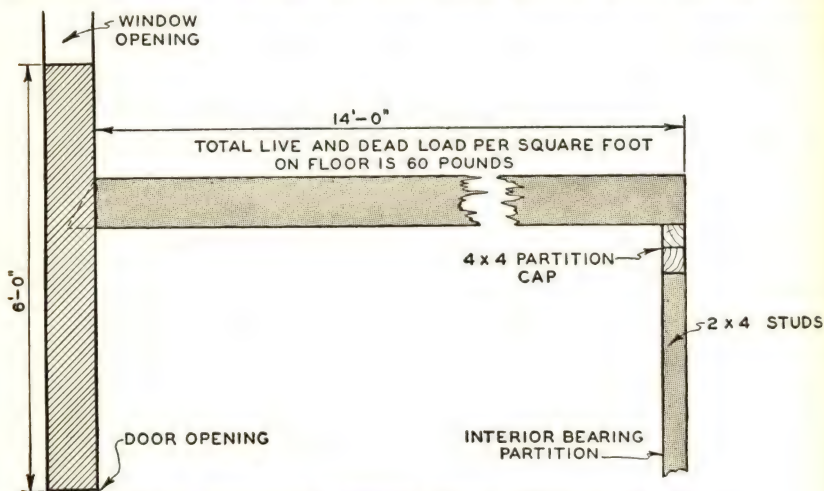 WINDOW
OPENING
14'-0"
TOTAL LIVE AND DEAD LOAD PER SQUARE FOOT
ON FLOOR IS 60 POUNDS
6'-0"
4 x 4 PARTITION
CAP
2 x 4 STUDS
DOOR OPENING
INTERIOR BEARING
PARTITION